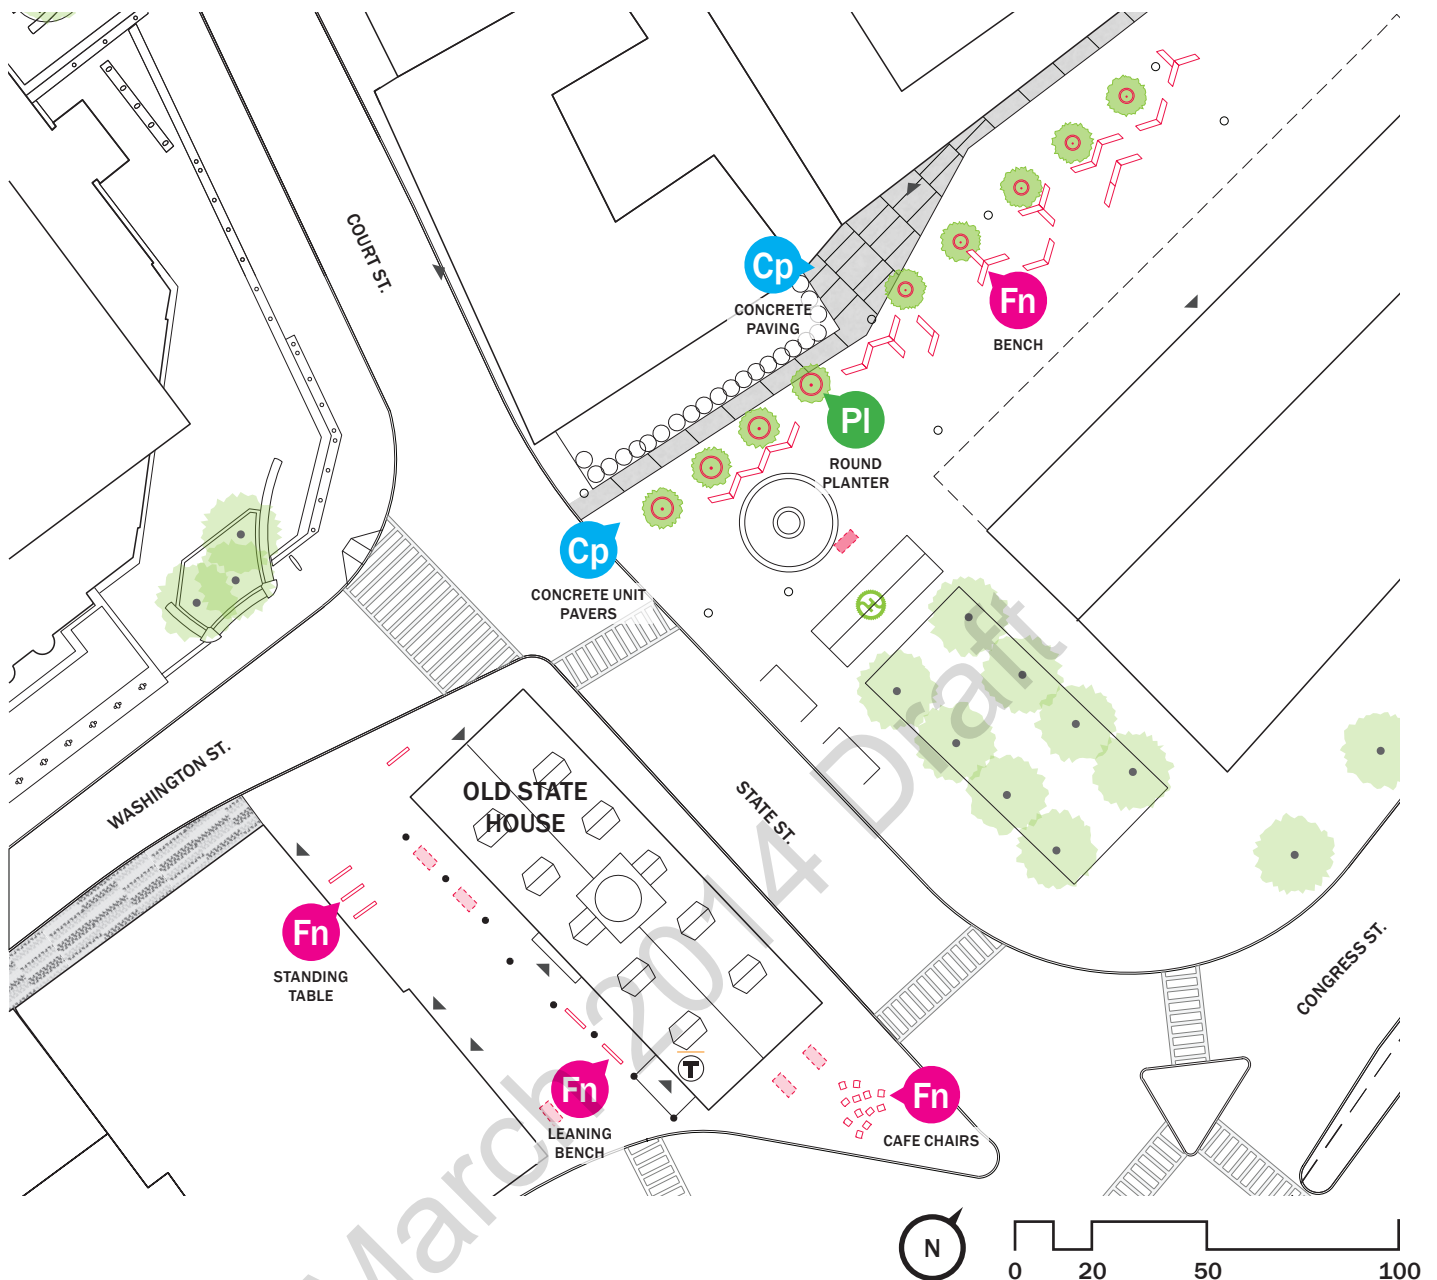 COURT ST.
Cp
CONCRETE
PAVING
Fn
BENCH
Pl
ROUND
PLANTER
Cp
CONCRETE UNIT
PAVERS
WASHINGTON ST.
OLD STATE
HOUSE
STATE ST.
Fn
STANDING
TABLE
CONGRESS ST.
T
Fn
LEANING
BENCH
Fn
CAFE CHAIRS
March 2014 Draft
N
0 20 50 100